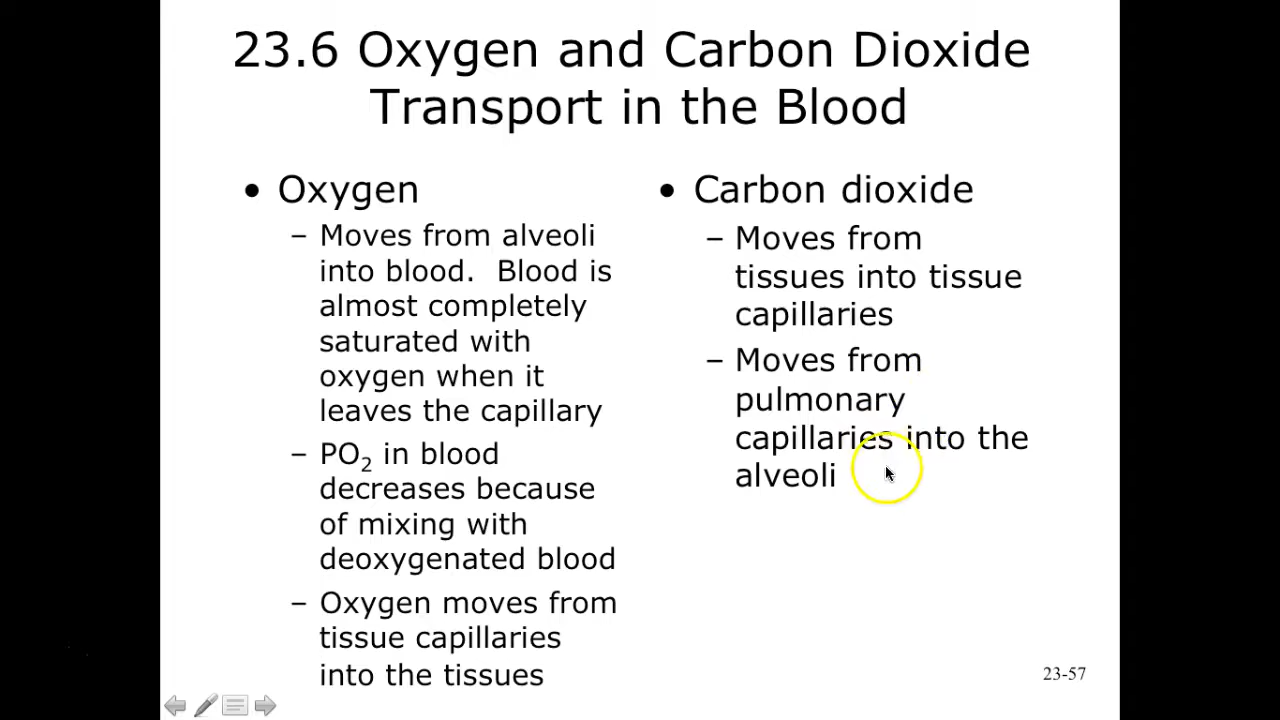 23.6 Oxygen and Carbon Dioxide
Transport in the Blood
• Oxygen
– Moves from alveoli
into blood.  Blood is
almost completely
saturated with
oxygen when it
leaves the capillary
– PO₂ in blood
decreases because
of mixing with
deoxygenated blood
– Oxygen moves from
tissue capillaries
into the tissues
• Carbon dioxide
– Moves from
tissues into tissue
capillaries
– Moves from
pulmonary
capillaries into the
alveoli
23-57